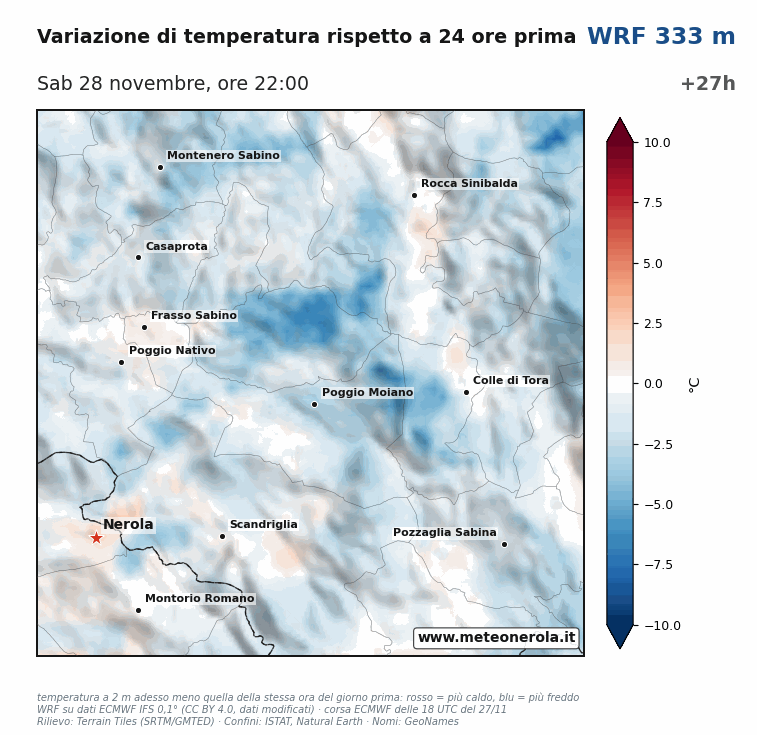 Variazione di temperatura rispetto a 24 ore prima WRF 333 m
Sab 28 novembre, ore 22:00 +27h
Montenero Sabino
Rocca Sinibalda
Casaprota
Frasso Sabino
Poggio Nativo
Poggio Moiano
Colle di Tora
Nerola
Scandriglia
Pozzaglia Sabina
Montorio Romano
www.meteonerola.it
10.0
7.5
5.0
2.5
0.0
−2.5
−5.0
−7.5
−10.0
°C
temperatura a 2 m adesso meno quella della stessa ora del giorno prima: rosso = più caldo, blu = più freddo
WRF su dati ECMWF IFS 0,1° (CC BY 4.0, dati modificati) · corsa ECMWF delle 18 UTC del 27/11
Rilievo: Terrain Tiles (SRTM/GMTED) · Confini: ISTAT, Natural Earth · Nomi: GeoNames